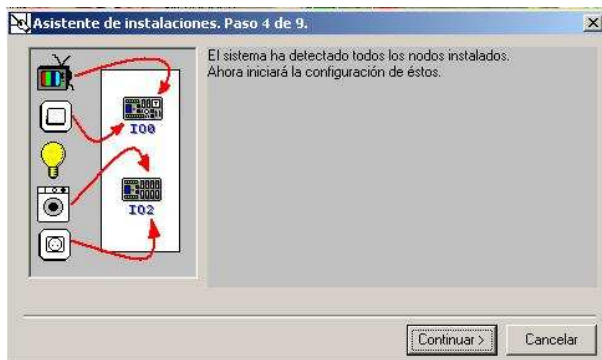 Asistente de instalaciones. Paso 4 de 9.
El sistema ha detectado todos los nodos instalados.
Ahora iniciará la configuración de éstos.
IO0
IO2
Continuar >
Cancelar